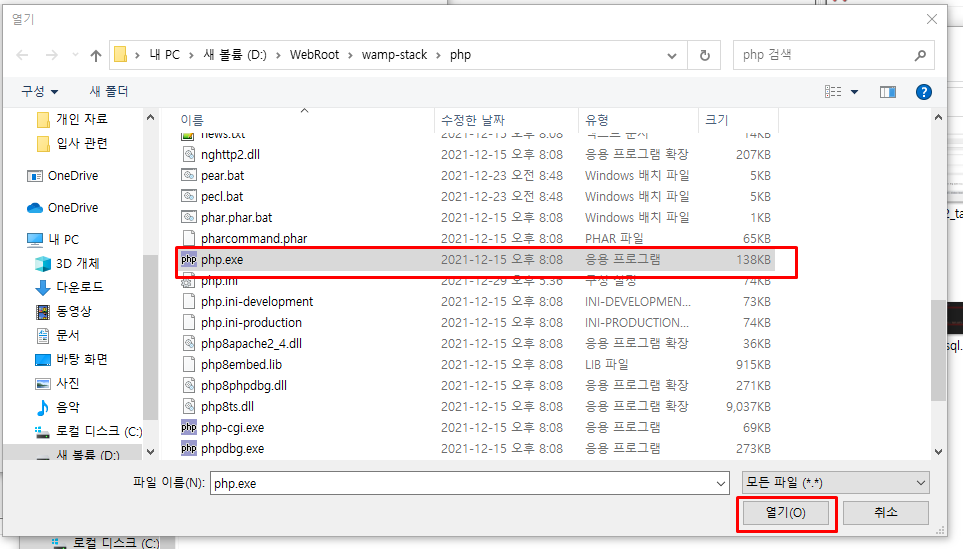 열기
내 PC > 새 볼륨 (D:) > WebRoot > wamp-stack > php
php 검색
구성
새 폴더
개인 자료
입사 관련
OneDrive
OneDrive
내 PC
3D 개체
다운로드
동영상
문서
바탕 화면
사진
음악
로컬 디스크 (C:)
새 볼륨 (D:)
이름 수정한 날짜 유형 크기
news.txt 2021-12-15 오후 8:08 텍스트 문서 14KB
nghttp2.dll 2021-12-15 오후 8:08 응용 프로그램 확장 207KB
pear.bat 2021-12-23 오전 8:48 Windows 배치 파일 5KB
pecl.bat 2021-12-23 오전 8:48 Windows 배치 파일 5KB
phar.phar.bat 2021-12-15 오후 8:08 Windows 배치 파일 1KB
pharcommand.phar 2021-12-15 오후 8:08 PHAR 파일 65KB
php.exe 2021-12-15 오후 8:08 응용 프로그램 138KB
php.ini 2021-12-29 오후 5:36 구성 설정 74KB
php.ini-development 2021-12-15 오후 8:08 INI-DEVELOPMEN... 73KB
php.ini-production 2021-12-15 오후 8:08 INI-PRODUCTION... 74KB
php8apache2_4.dll 2021-12-15 오후 8:08 응용 프로그램 확장 36KB
php8embed.lib 2021-12-15 오후 8:08 LIB 파일 915KB
php8phpdbg.dll 2021-12-15 오후 8:08 응용 프로그램 확장 271KB
php8ts.dll 2021-12-15 오후 8:08 응용 프로그램 확장 9,037KB
php-cgi.exe 2021-12-15 오후 8:08 응용 프로그램 69KB
phpdbg.exe 2021-12-15 오후 8:08 응용 프로그램 273KB
파일 이름(N): php.exe
모든 파일 (*.*)
열기(O)
취소
로컬 디스크 (C:)
2_ta
sql.